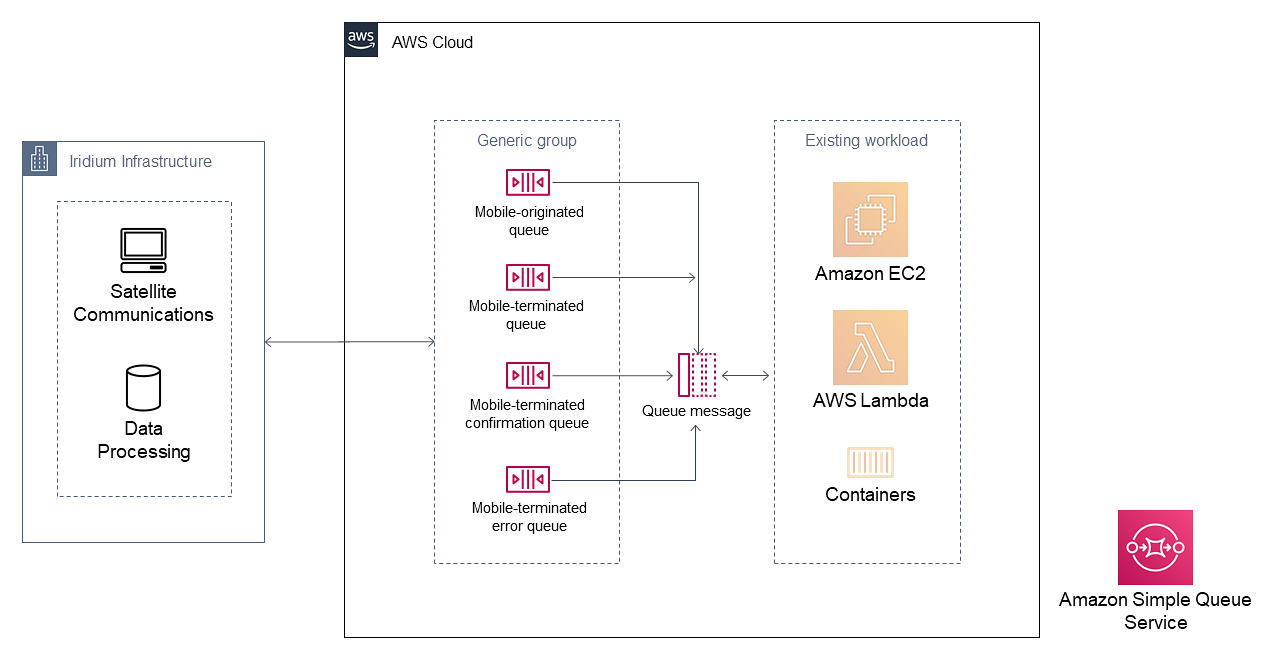 aws
AWS Cloud
Iridium Infrastructure
Satellite
Communications
Data
Processing
Generic group
Mobile-originated
queue
Mobile-terminated
queue
Mobile-terminated
confirmation queue
Mobile-terminated
error queue
Queue message
Existing workload
Amazon EC2
AWS Lambda
Containers
Amazon Simple Queue
Service